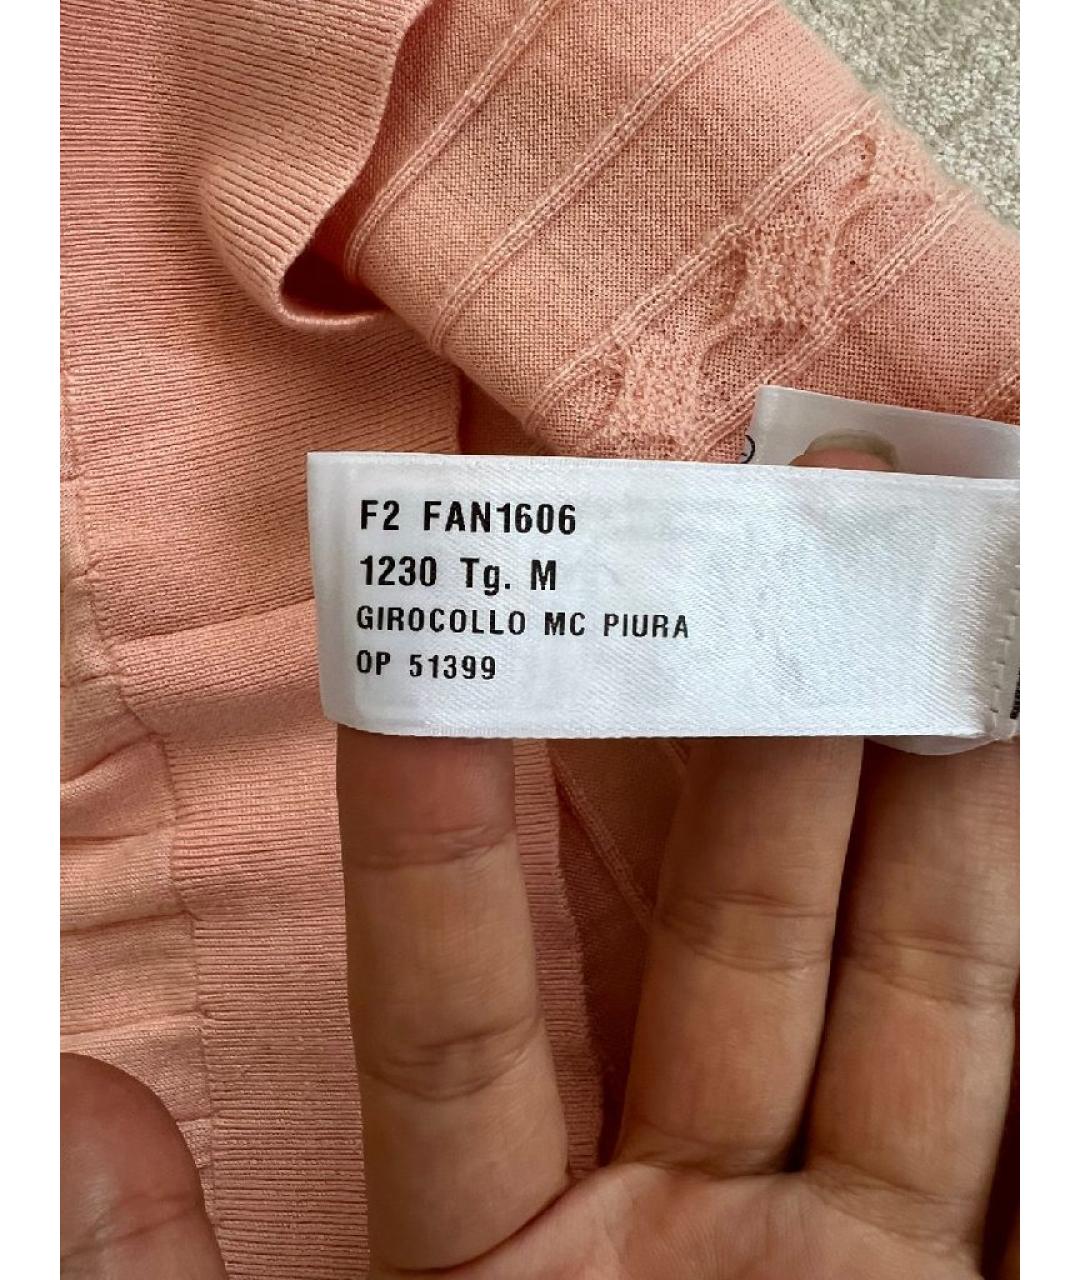 F2 FAN1606
1230 Tg. M
GIROCOLLO MC PIURA
OP 51399